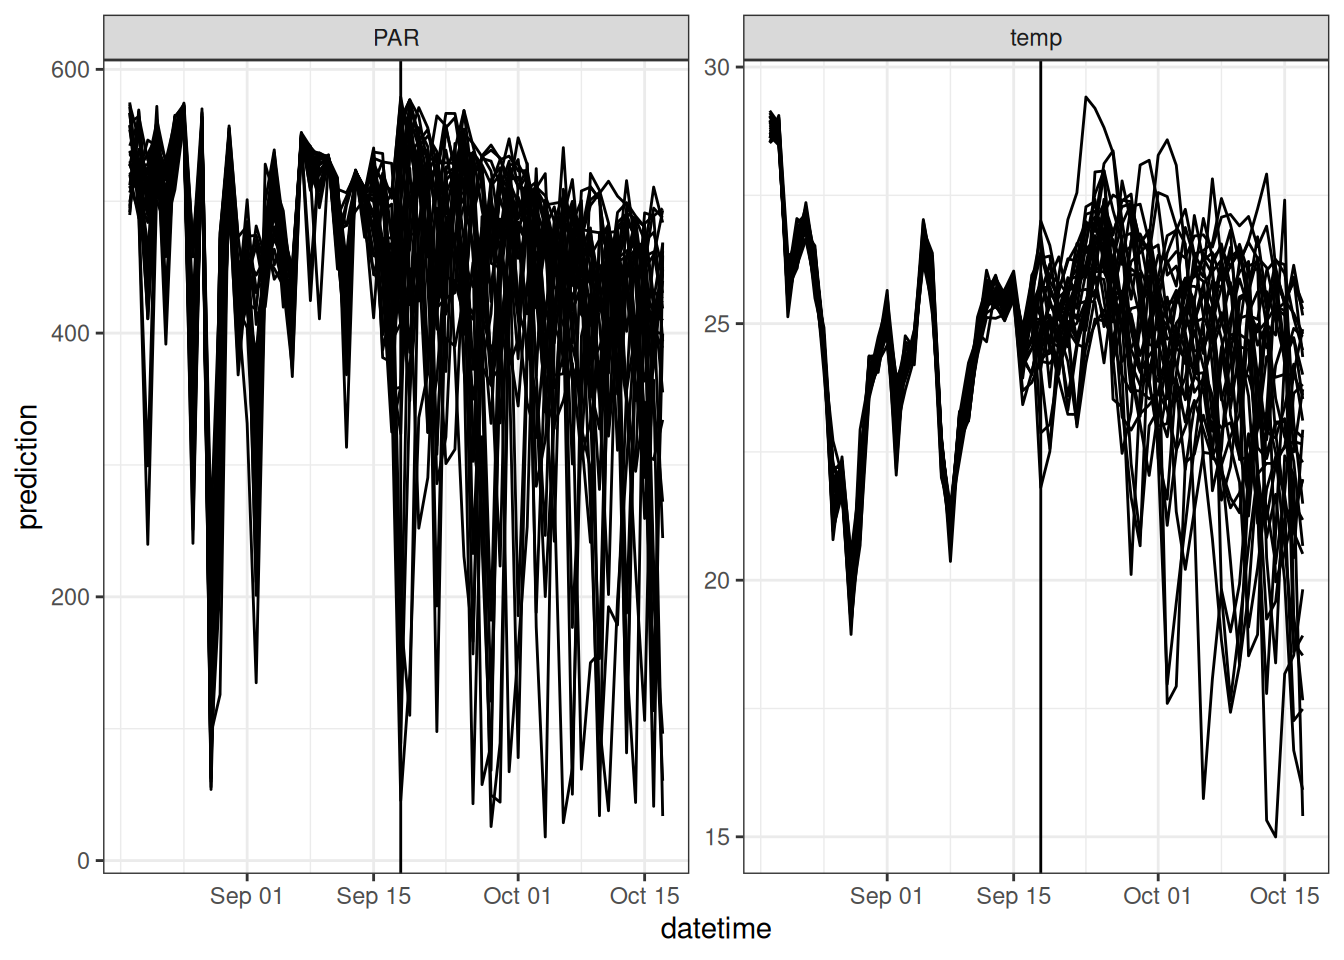 PAR
temp
600
400
200
0
30
25
20
15
prediction
Sep 01
Sep 15
Oct 01
Oct 15
Sep 01
Sep 15
Oct 01
Oct 15
datetime